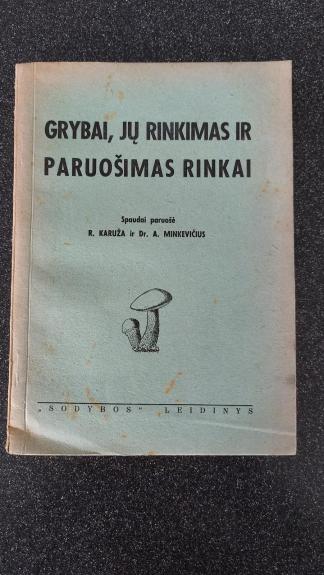 GRYBAI, JŲ RINKIMAS IR
PARUOŠIMAS RINKAI
Spaudai paruošė
R. KARUŽA ir Dr. A. MINKEVIČIUS
„SODYBOS“ LEIDINYS